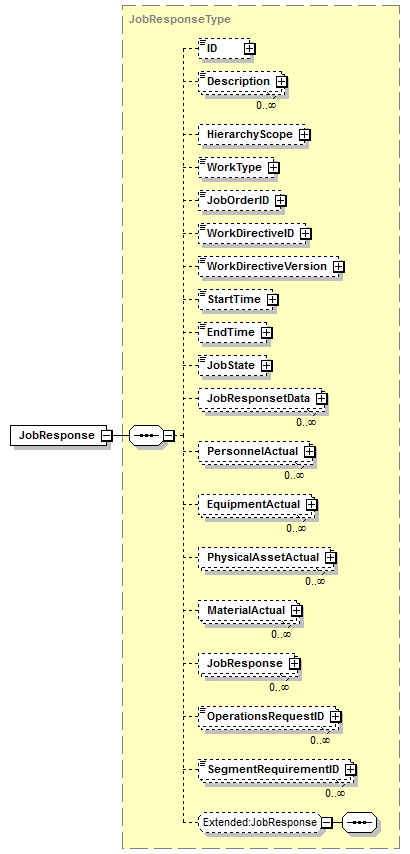 JobResponseType
ID
Description
0..∞
HierarchyScope
WorkType
JobOrderID
WorkDirectiveID
WorkDirectiveVersion
StartTime
EndTime
JobState
JobResponsetData
0..∞
JobResponse
PersonnelActual
0..∞
EquipmentActual
0..∞
PhysicalAssetActual
0..∞
MaterialActual
0..∞
JobResponse
0..∞
OperationsRequestID
0..∞
SegmentRequirementID
0..∞
Extended:JobResponse